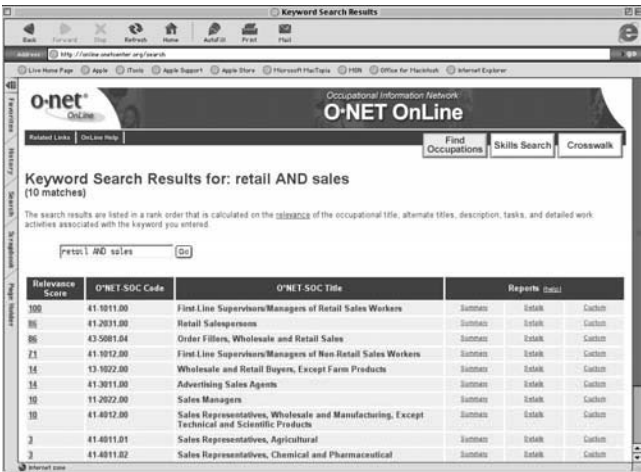 Keyword Search Results
Back Forward Stop Refresh Home AutoFill Print Mail
Address: http://online.onetcenter.org/search
Live Home Page Apple iTools Apple Support Apple Store Microsoft MacTopia MSN Office for Macintosh Internet Explorer
Favorites
History
Search
Scrapbook
Page Holder
o·net OnLine
Occupational Information Network
O*NET OnLine
Related Links OnLine Help
Find Occupations Skills Search Crosswalk
Keyword Search Results for: retail AND sales
(10 matches)
The search results are listed in a rank order that is calculated on the relevance of the occupational title, alternate titles, description, tasks, and detailed work
activities associated with the keyword you entered.
retail AND sales Go
Relevance Score O*NET-SOC Code O*NET-SOC Title Reports
100 41-1011.00 First-Line Supervisors/Managers of Retail Sales Workers Summary Details Custom
86 41-2031.00 Retail Salespersons Summary Details Custom
86 43-5081.04 Order Fillers, Wholesale and Retail Sales Summary Details Custom
71 41-1012.00 First-Line Supervisors/Managers of Non-Retail Sales Workers Summary Details Custom
14 13-1022.00 Wholesale and Retail Buyers, Except Farm Products Summary Details Custom
14 41-3011.00 Advertising Sales Agents Summary Details Custom
10 11-2022.00 Sales Managers Summary Details Custom
10 41-4012.00 Sales Representatives, Wholesale and Manufacturing, Except Summary Details Custom
Technical and Scientific Products
3 41-4011.01 Sales Representatives, Agricultural Summary Details Custom
3 41-4011.02 Sales Representatives, Chemical and Pharmaceutical Summary Details Custom
Internet zone